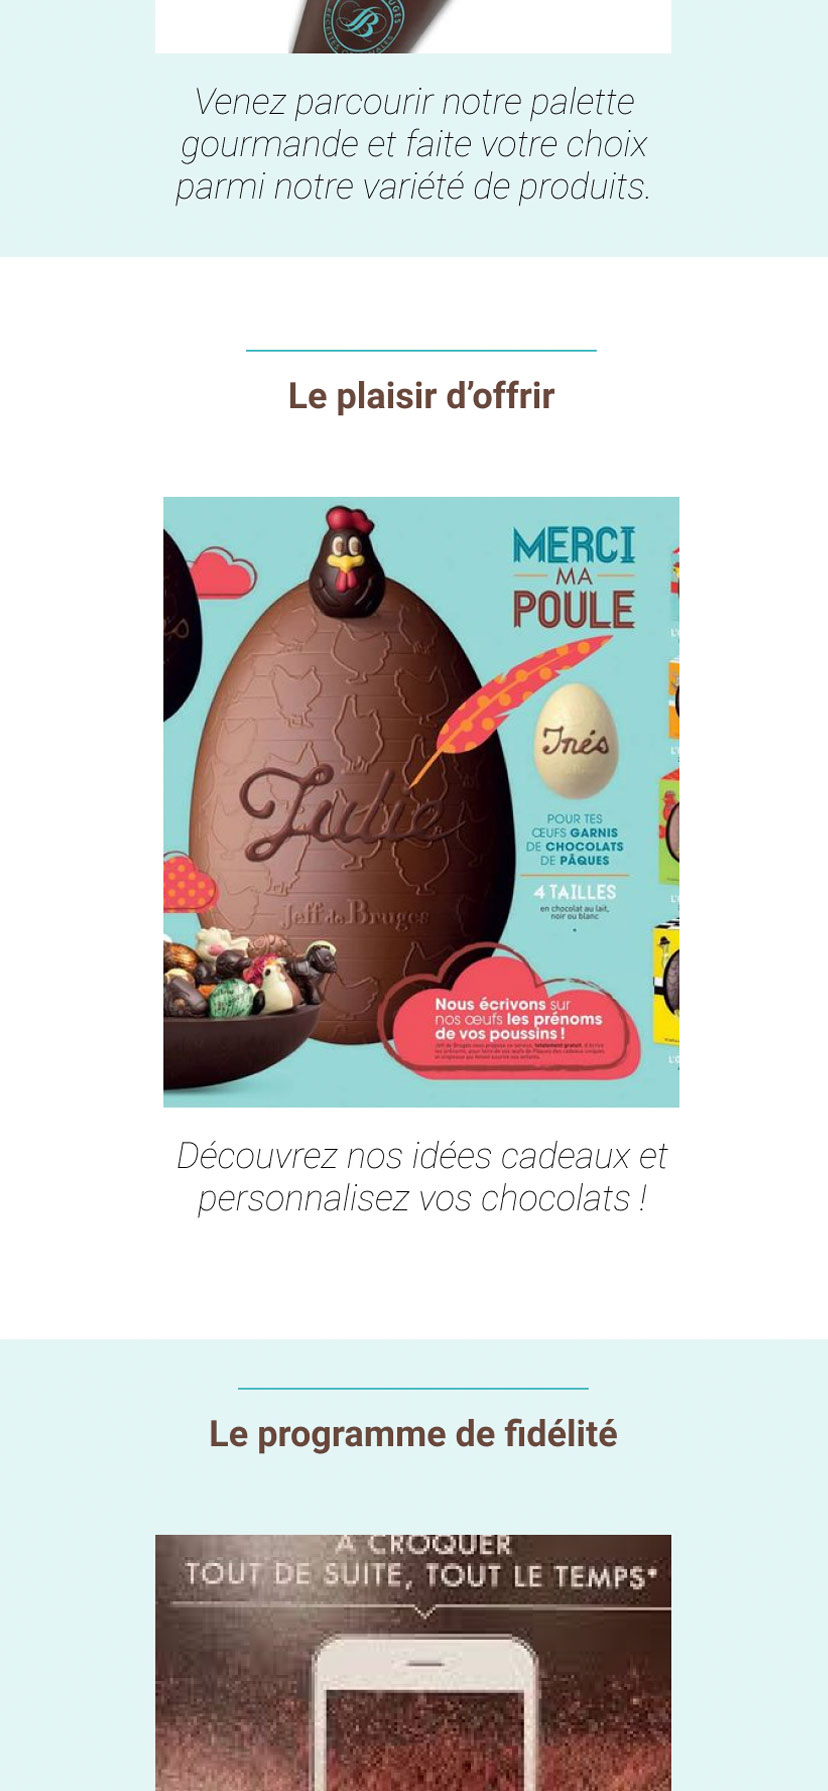 Venez parcourir notre palette
gourmande et faite votre choix
parmi notre variété de produits.
Le plaisir d’offrir
MERCI
MA
POULE
Inés
Julie
POUR TES
ŒUFS GARNIS
DE CHOCOLATS
DE PÂQUES
4 TAILLES
en chocolat au lait,
noir ou blanc
Jeff de Bruges
Nous écrivons sur
nos œufs les prénoms
de vos poussins !
Découvrez nos idées cadeaux et
personnalisez vos chocolats !
Le programme de fidélité
À CROQUER
TOUT DE SUITE, TOUT LE TEMPS*